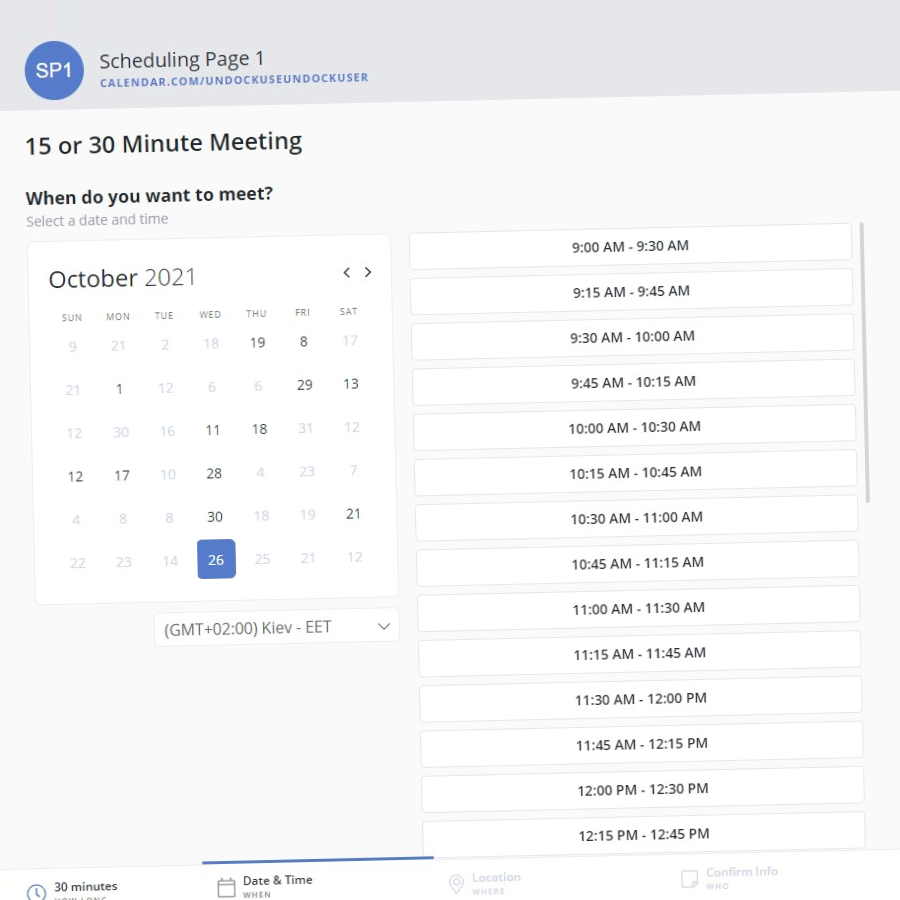 SP1
Scheduling Page 1
CALENDAR.COM/UNDOCKUSEUNDOCKUSER
15 or 30 Minute Meeting
When do you want to meet?
Select a date and time
October 2021
SUN MON TUE WED THU FRI SAT
9 21 2 18 19 8 17
21 1 12 6 6 29 13
12 30 16 11 18 31 12
12 17 10 28 4 23 7
4 8 8 30 18 19 21
22 23 14 26 25 21 12
(GMT+02:00) Kiev - EET
9:00 AM - 9:30 AM
9:15 AM - 9:45 AM
9:30 AM - 10:00 AM
9:45 AM - 10:15 AM
10:00 AM - 10:30 AM
10:15 AM - 10:45 AM
10:30 AM - 11:00 AM
10:45 AM - 11:15 AM
11:00 AM - 11:30 AM
11:15 AM - 11:45 AM
11:30 AM - 12:00 PM
11:45 AM - 12:15 PM
12:00 PM - 12:30 PM
12:15 PM - 12:45 PM
30 minutes
HOW LONG
Date & Time
WHEN
Location
WHERE
Confirm Info
WHO